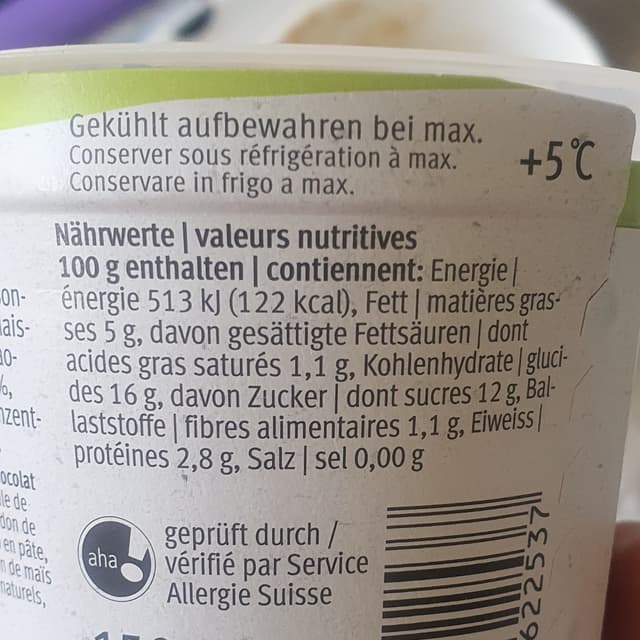 Gekühlt aufbewahren bei max.
Conserver sous réfrigération à max.
Conservare in frigo a max.
+5°C
Nährwerte | valeurs nutritives
100 g enthalten | contiennent: Energie |
énergie 513 kJ (122 kcal), Fett | matières gras-
ses 5 g, davon gesättigte Fettsäuren | dont
acides gras saturés 1,1 g, Kohlenhydrate | gluci-
des 16 g, davon Zucker | dont sucres 12 g, Bal-
laststoffe | fibres alimentaires 1,1 g, Eiweiss |
protéines 2,8 g, Salz | sel 0,00 g
aha!
geprüft durch /
vérifié par Service
Allergie Suisse
622537